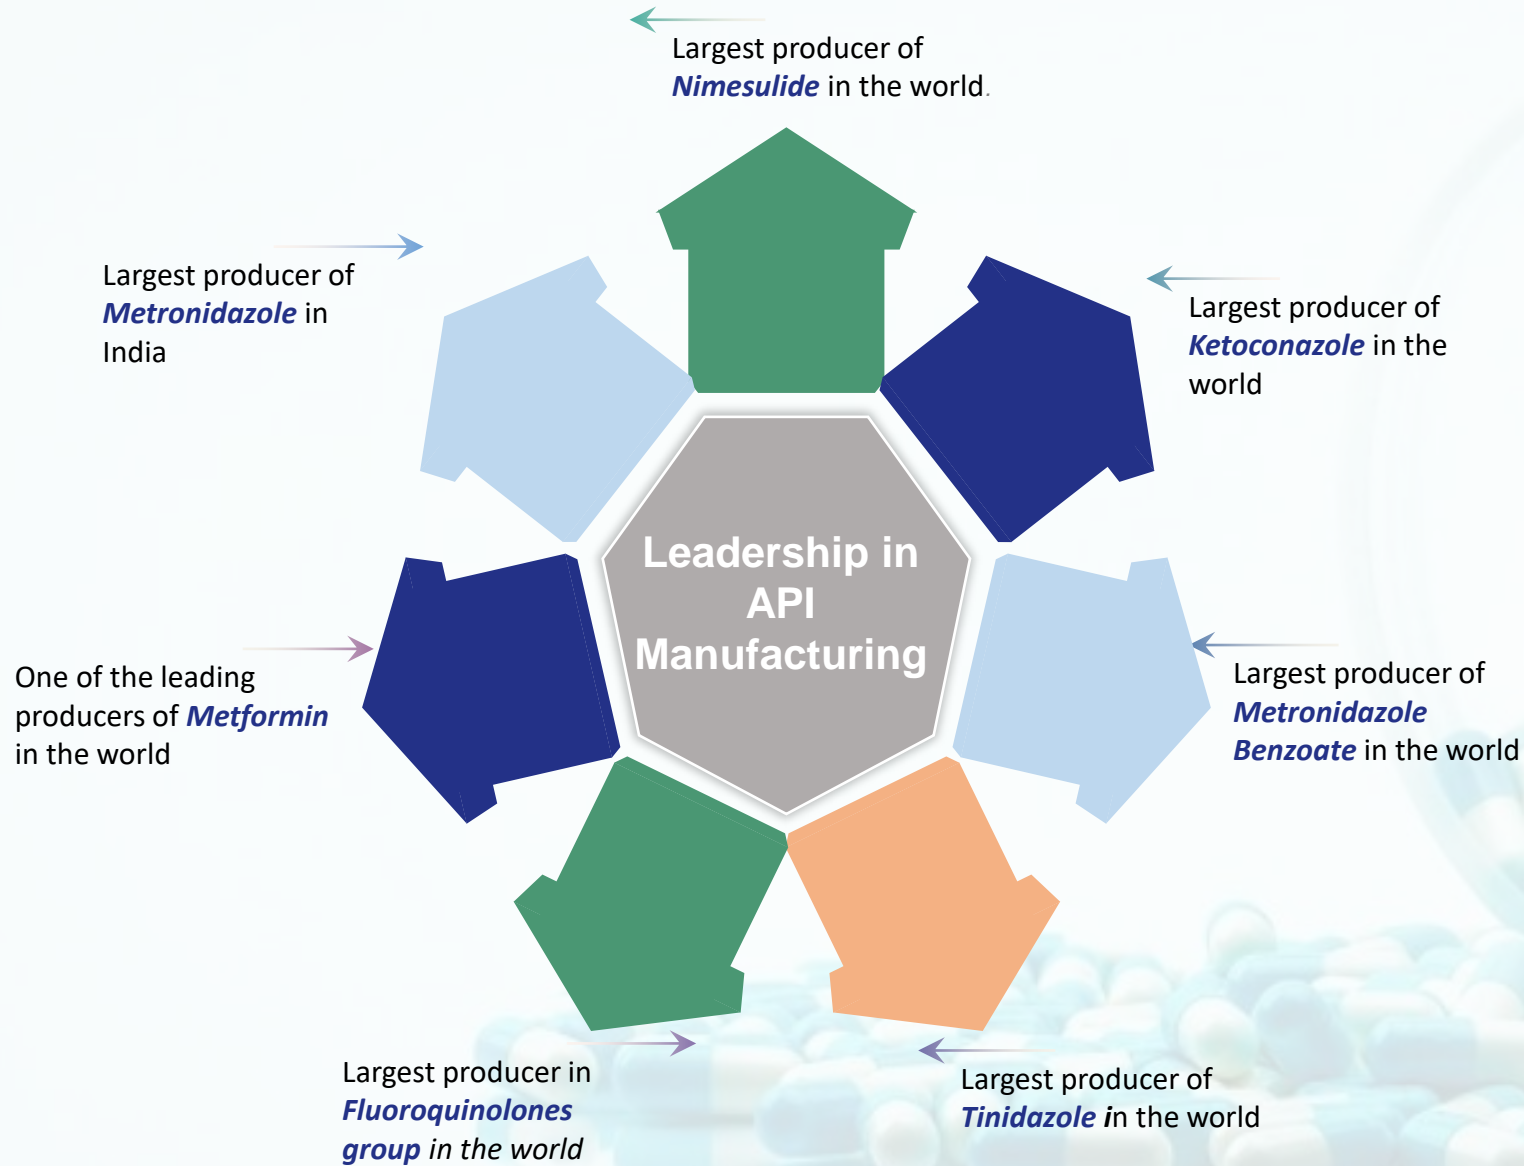 Largest producer of
Nimesulide in the world.
Largest producer of
Metronidazole in
India
Largest producer of
Ketoconazole in the
world
Leadership in
API
Manufacturing
One of the leading
producers of Metformin
in the world
Largest producer of
Metronidazole
Benzoate in the world
Largest producer in
Fluoroquinolones
group in the world
Largest producer of
Tinidazole in the world